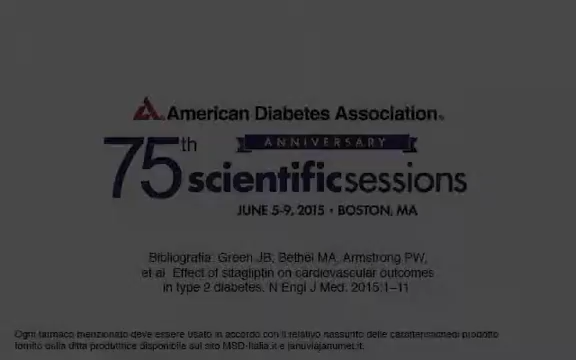 American Diabetes Association.
ANNIVERSARY
75th scientificsessions
JUNE 5-9, 2015 • BOSTON, MA
Bibliografia: Green JB, Bethel MA, Armstrong PW,
et al. Effect of sitagliptin on cardiovascular outcomes
in type 2 diabetes. N Engl J Med. 2015:1–11
Ogni farmaco menzionato deve essere usato in accordo con il relativo riassunto delle caratteristiche di prodotto
fornito dalla ditta produttrice disponibile sul sito MSD-Italia.it e